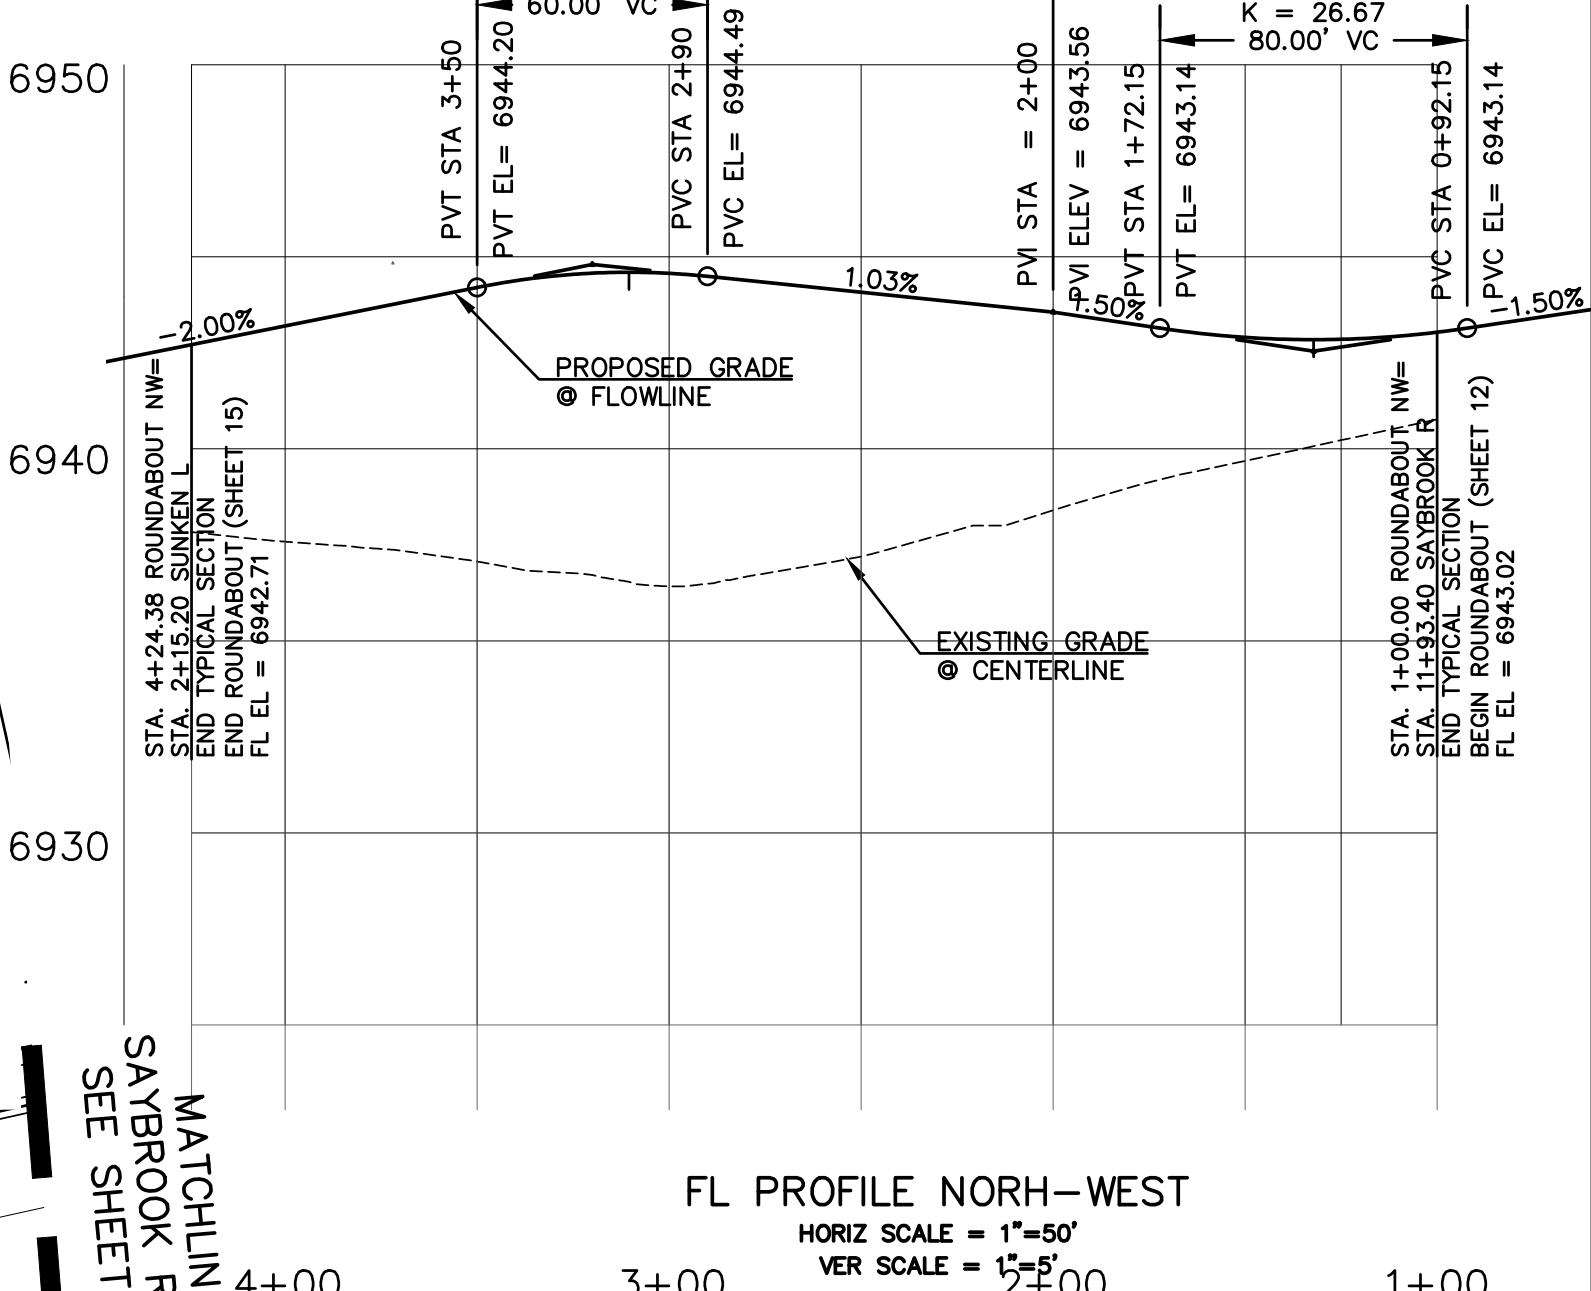 60.00' VC
K = 26.67
80.00' VC
6950
6940
6930
PVT STA 3+50
PVT EL= 6944.20
PVC STA 2+90
PVC EL= 6944.49
PVI STA = 2+00
PVI ELEV = 6943.56
PVT STA 1+72.15
PVT EL= 6943.14
PVC STA 0+92.15
PVC EL= 6943.14
-2.00%
1.03%
1.50%
-1.50%
PROPOSED GRADE
@ FLOWLINE
EXISTING GRADE
@ CENTERLINE
STA. 4+24.38 ROUNDABOUT NW=
STA. 2+15.20 SUNKEN L
END TYPICAL SECTION
END ROUNDABOUT (SHEET 15)
FL EL = 6942.71
STA. 1+00.00 ROUNDABOUT NW=
STA. 11+93.40 SAYBROOK R
END TYPICAL SECTION
BEGIN ROUNDABOUT (SHEET 12)
FL EL = 6943.02
MATCHLIN
SAYBROOK R
SEE SHEET
FL PROFILE NORH-WEST
HORIZ SCALE = 1"=50'
VER SCALE = 1"=5'
4+00
3+00
2+00
1+00